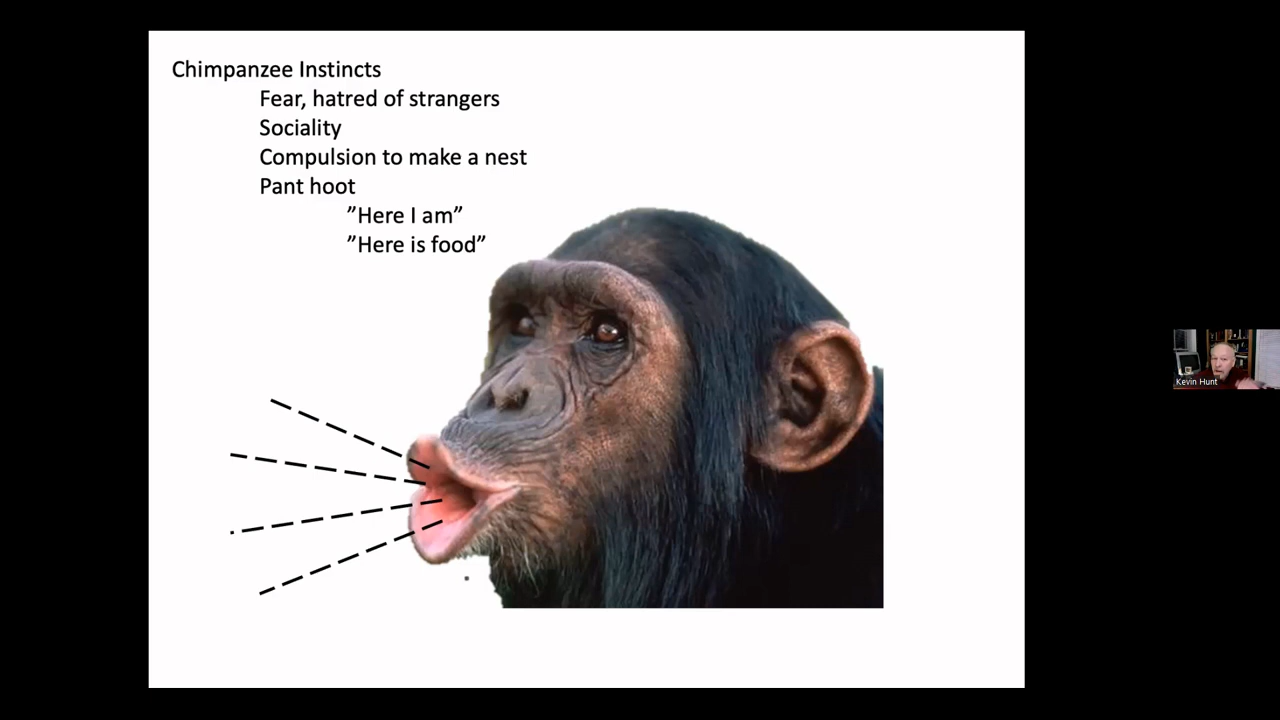 Chimpanzee Instincts
Fear, hatred of strangers
Sociality
Compulsion to make a nest
Pant hoot
”Here I am”
”Here is food”
Kevin Hunt